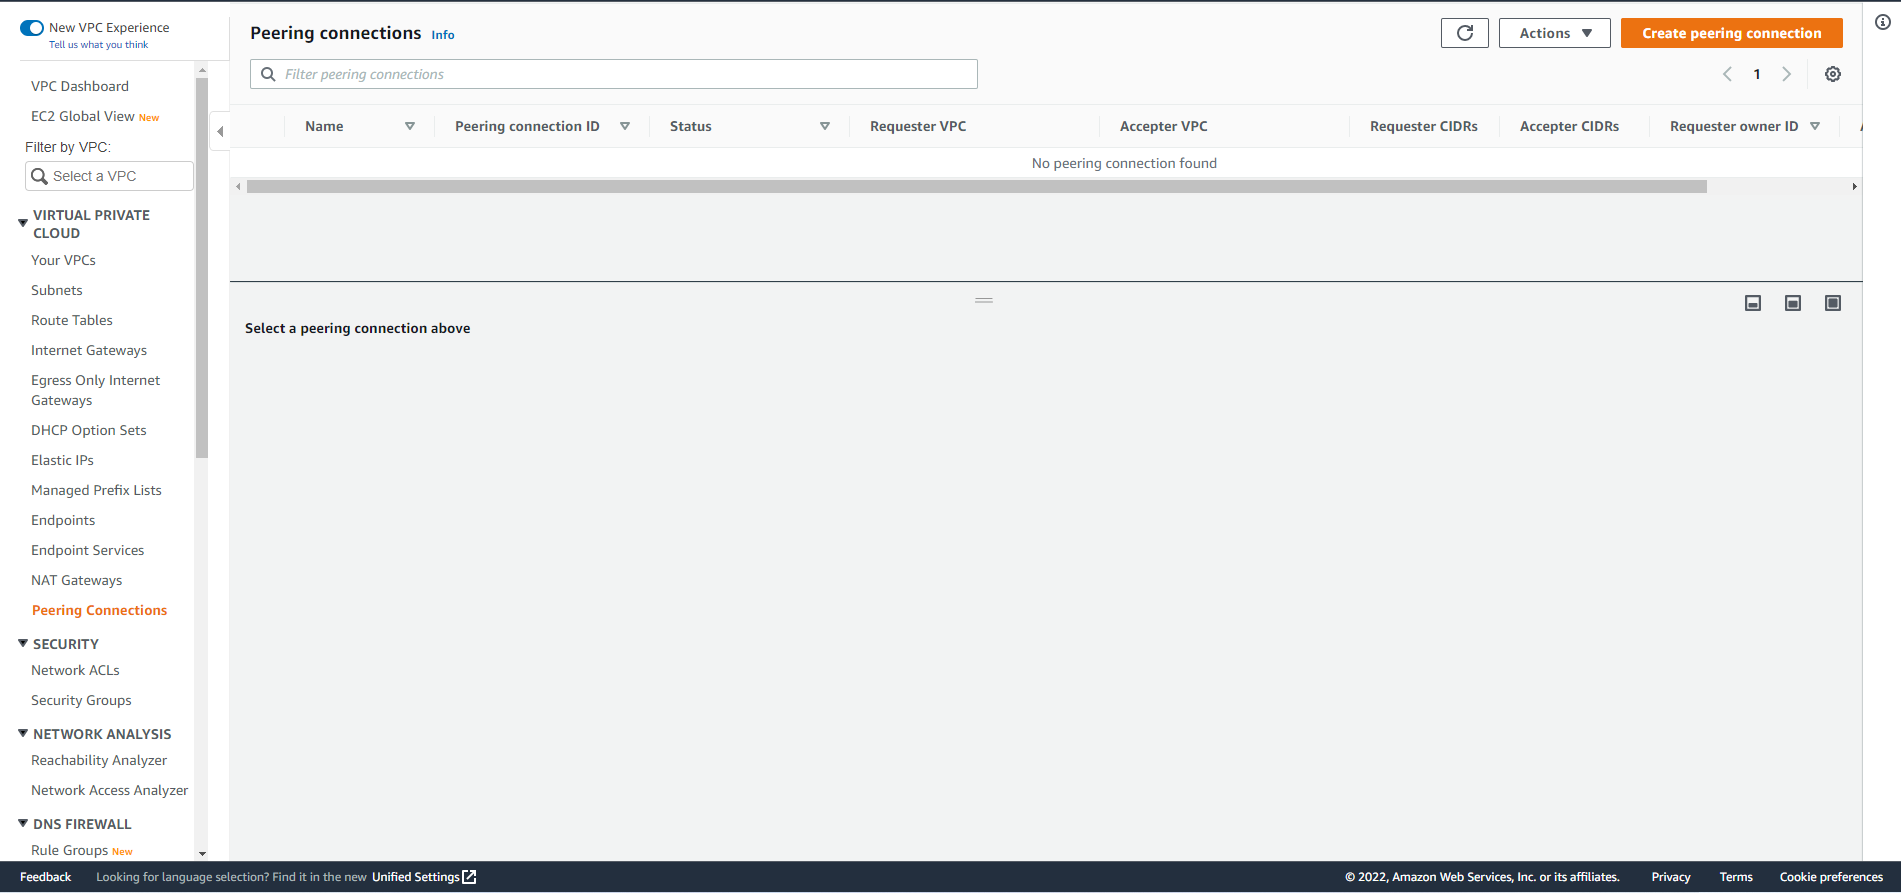 New VPC Experience
Tell us what you think
VPC Dashboard
EC2 Global View New
Filter by VPC:
Select a VPC
VIRTUAL PRIVATE
CLOUD
Your VPCs
Subnets
Route Tables
Internet Gateways
Egress Only Internet
Gateways
DHCP Option Sets
Elastic IPs
Managed Prefix Lists
Endpoints
Endpoint Services
NAT Gateways
Peering Connections
SECURITY
Network ACLs
Security Groups
NETWORK ANALYSIS
Reachability Analyzer
Network Access Analyzer
DNS FIREWALL
Rule Groups New
Peering connections Info
Actions
Create peering connection
Filter peering connections
1
Name Peering connection ID Status Requester VPC Accepter VPC Requester CIDRs Accepter CIDRs Requester owner ID
No peering connection found
Select a peering connection above
Feedback Looking for language selection? Find it in the new Unified Settings © 2022, Amazon Web Services, Inc. or its affiliates. Privacy Terms Cookie preferences